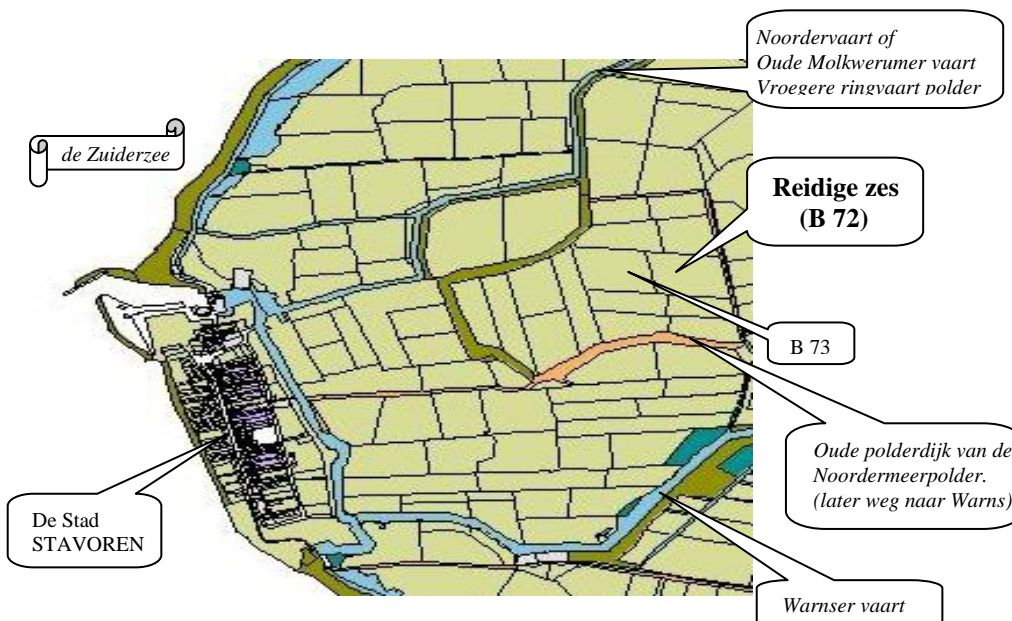 Noordervaart of
Oude Molkwerumer vaart
Vroegere ringvaart polder
de Zuiderzee
Reidige zes
(B 72)
B 73
Oude polderdijk van de
Noordermeerpolder.
(later weg naar Warns)
De Stad
STAVOREN
Warnser vaart